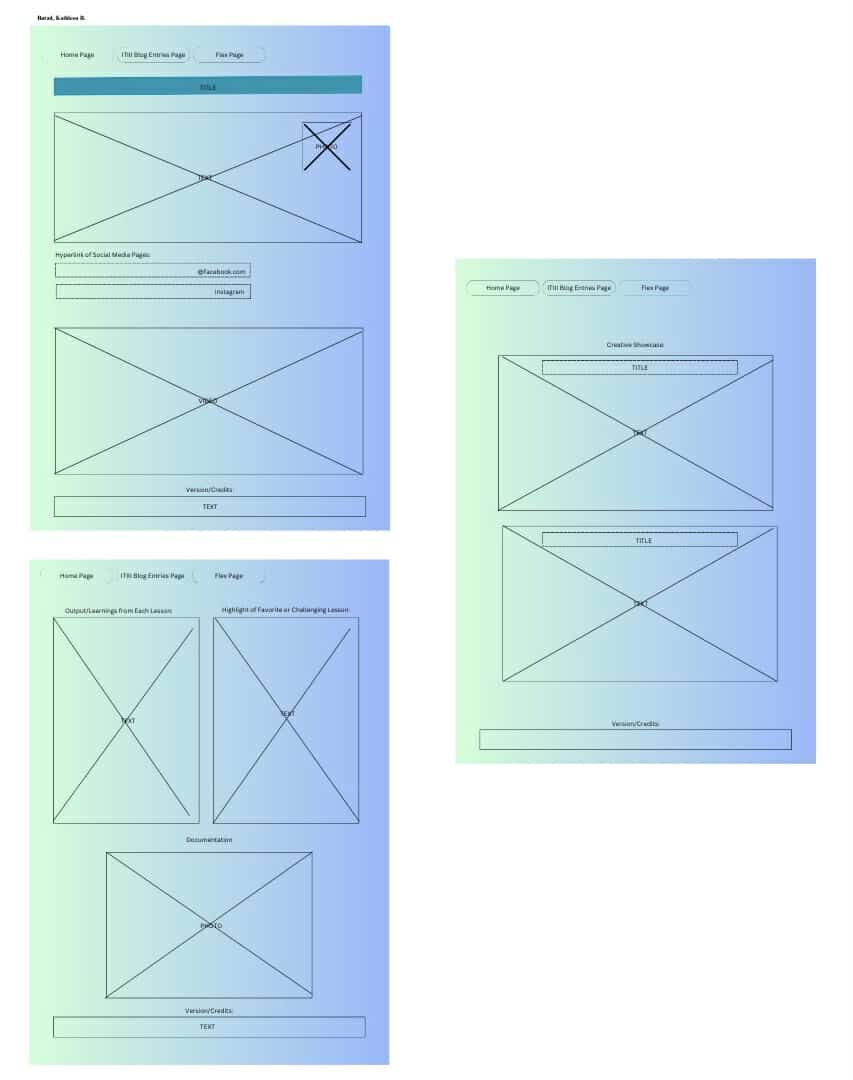 Batad, Kathleen B.
Home Page
ITIII Blog Entries Page
Flex Page
TITLE
PHOTO
TEXT
Hyperlink of Social Media Pages:
@facebook.com
Instagram
VIDEO
Version/Credits:
TEXT
Home Page
ITIII Blog Entries Page
Flex Page
Output/Learnings from Each Lesson:
Highlight of Favorite or Challenging Lesson:
TEXT
TEXT
Documentation
PHOTO
Version/Credits:
TEXT
Home Page
ITIII Blog Entries Page
Flex Page
Creative Showcase:
TITLE
TEXT
TITLE
TEXT
Version/Credits: